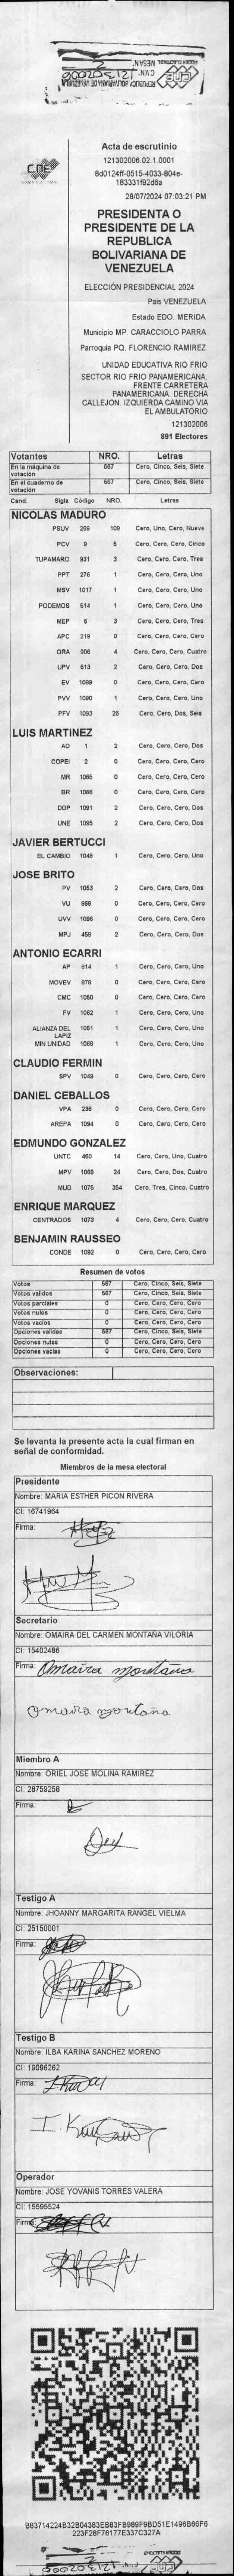 REPÚBLICA BOLIVARIANA DE VENEZUELA
PODER ELECTORAL
CNE
C.V.N.
N.MESA
CNE
Acta de escrutinio
121302006.02.1.0001
8d0124ff-0515-4033-804e-
183331f92d6a
28/07/2024 07:03:21 PM
PRESIDENTA O
PRESIDENTE DE LA
REPUBLICA
BOLIVARIANA DE
VENEZUELA
ELECCIÓN PRESIDENCIAL 2024
Pais VENEZUELA
Estado EDO. MERIDA
Municipio MP. CARACCIOLO PARRA
Parroquia PQ. FLORENCIO RAMIREZ
UNIDAD EDUCATIVA RIO FRIO
SECTOR RIO FRIO PANAMERICANA.
FRENTE CARRETERA
PANAMERICANA. DERECHA
CALLEJON. IZQUIERDA CAMINO VIA
EL AMBULATORIO
121302006
891 Electores
Votantes NRO. Letras
En la máquina de votación 567 Cero, Cinco, Seis, Siete
En el cuaderno de votación 567 Cero, Cinco, Seis, Siete
Cand. Sigla Código NRO. Letras
NICOLAS MADURO
PSUV 269 109 Cero, Uno, Cero, Nueve
PCV 9 5 Cero, Cero, Cero, Cinco
TUPAMARO 931 3 Cero, Cero, Cero, Tres
PPT 276 1 Cero, Cero, Cero, Uno
MSV 1017 1 Cero, Cero, Cero, Uno
PODEMOS 514 1 Cero, Cero, Cero, Uno
MEP 6 3 Cero, Cero, Cero, Tres
APC 219 0 Cero, Cero, Cero, Cero
ORA 906 4 Cero, Cero, Cero, Cuatro
UPV 513 2 Cero, Cero, Cero, Dos
EV 1089 0 Cero, Cero, Cero, Cero
PVV 1090 1 Cero, Cero, Cero, Uno
PFV 1093 26 Cero, Cero, Dos, Seis
LUIS MARTINEZ
AD 1 2 Cero, Cero, Cero, Dos
COPEI 2 0 Cero, Cero, Cero, Cero
MR 1065 0 Cero, Cero, Cero, Cero
BR 1066 0 Cero, Cero, Cero, Cero
DDP 1091 2 Cero, Cero, Cero, Dos
UNE 1095 2 Cero, Cero, Cero, Dos
JAVIER BERTUCCI
EL CAMBIO 1048 1 Cero, Cero, Cero, Uno
JOSE BRITO
PV 1053 2 Cero, Cero, Cero, Dos
VU 868 0 Cero, Cero, Cero, Cero
UVV 1096 0 Cero, Cero, Cero, Cero
MPJ 458 2 Cero, Cero, Cero, Dos
ANTONIO ECARRI
AP 814 1 Cero, Cero, Cero, Uno
MOVEV 878 0 Cero, Cero, Cero, Cero
CMC 1050 0 Cero, Cero, Cero, Cero
FV 1062 1 Cero, Cero, Cero, Uno
ALIANZA DEL LAPIZ 1051 1 Cero, Cero, Cero, Uno
MIN UNIDAD 1068 1 Cero, Cero, Cero, Uno
CLAUDIO FERMIN
SPV 1049 0 Cero, Cero, Cero, Cero
DANIEL CEBALLOS
VPA 236 0 Cero, Cero, Cero, Cero
AREPA 1094 0 Cero, Cero, Cero, Cero
EDMUNDO GONZALEZ
UNTC 460 14 Cero, Cero, Uno, Cuatro
MPV 1069 24 Cero, Cero, Dos, Cuatro
MUD 1075 354 Cero, Tres, Cinco, Cuatro
ENRIQUE MARQUEZ
CENTRADOS 1073 4 Cero, Cero, Cero, Cuatro
BENJAMIN RAUSSEO
CONDE 1092 0 Cero, Cero, Cero, Cero
Resumen de votos
Votos 567 Cero, Cinco, Seis, Siete
Votos validos 567 Cero, Cinco, Seis, Siete
Votos parciales 0 Cero, Cero, Cero, Cero
Votos nulos 0 Cero, Cero, Cero, Cero
Votos vacios 0 Cero, Cero, Cero, Cero
Opciones validas 567 Cero, Cinco, Seis, Siete
Opciones nulas 0 Cero, Cero, Cero, Cero
Opciones vacias 0 Cero, Cero, Cero, Cero
Observaciones:
Se levanta la presente acta la cual firman en
señal de conformidad.
Miembros de la mesa electoral
Presidente
Nombre: MARIA ESTHER PICON RIVERA
CI: 16741964
Firma:
Secretario
Nombre: OMAIRA DEL CARMEN MONTAÑA VILORIA
CI: 15402486
Firma: Omaira montaña
Omaira montaña
Miembro A
Nombre: ORIEL JOSE MOLINA RAMIREZ
CI: 28759258
Firma:
Testigo A
Nombre: JHOANNY MARGARITA RANGEL VIELMA
CI: 25150001
Firma:
Testigo B
Nombre: ILBA KARINA SANCHEZ MORENO
CI: 19096262
Firma:
Operador
Nombre: JOSE YOVANIS TORRES VALERA
CI: 15595524
Firma:
B83714224B32B04383EB83FB989F9BD51E1496B66F6
223F28F76177E337C327A